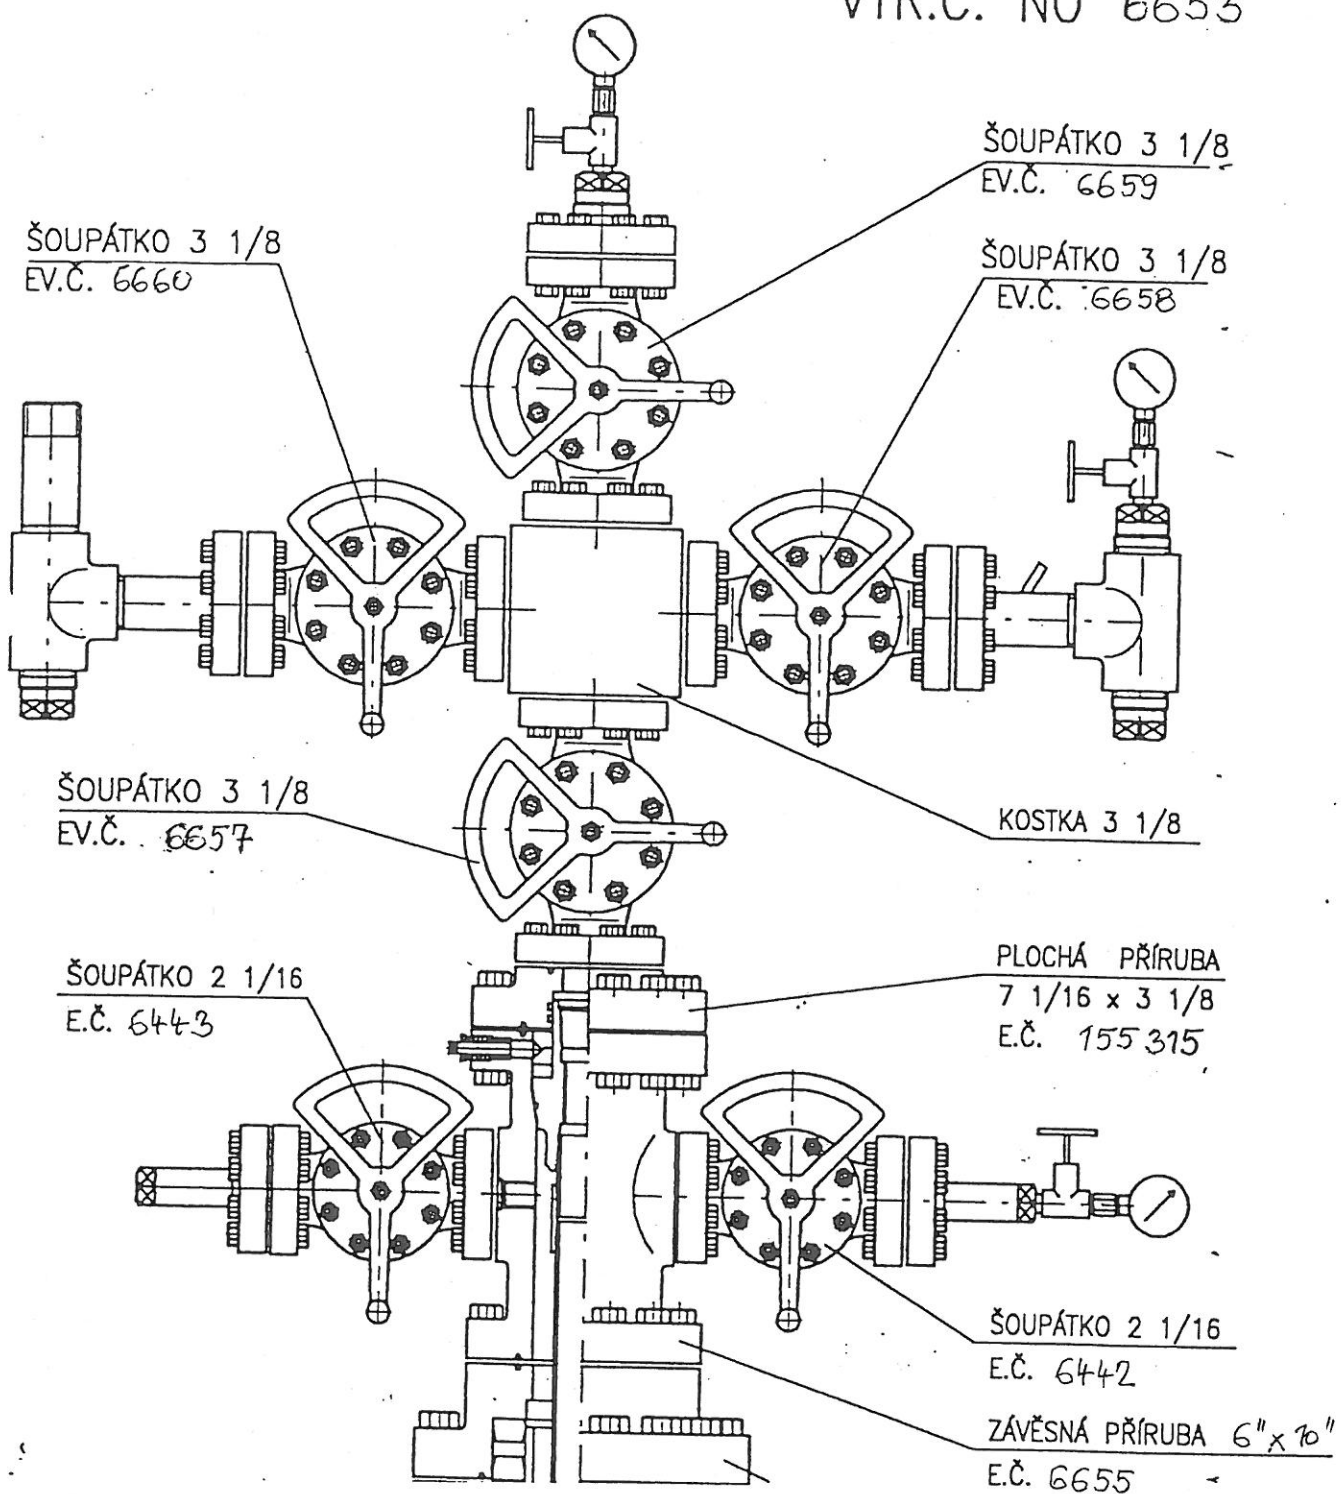 VÝR.Č. NO 6653
ŠOUPÁTKO 3 1/8
EV.Č. 6659
ŠOUPÁTKO 3 1/8
EV.Č. 6660
ŠOUPÁTKO 3 1/8
EV.Č. 6658
ŠOUPÁTKO 3 1/8
EV.Č. 6657
KOSTKA 3 1/8
ŠOUPÁTKO 2 1/16
E.Č. 6443
PLOCHÁ PŘÍRUBA
7 1/16 x 3 1/8
E.Č. 155 315
ŠOUPÁTKO 2 1/16
E.Č. 6442
ZÁVĚSNÁ PŘÍRUBA 6" x 10"
E.Č. 6655